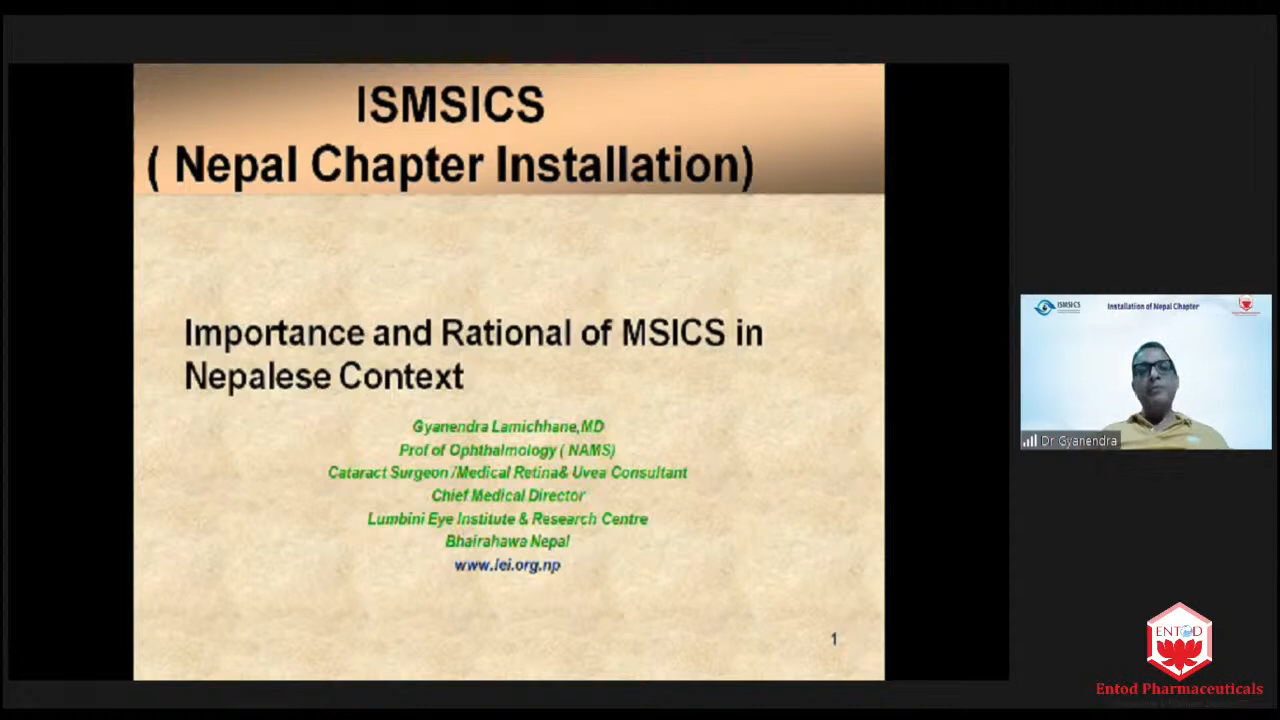 ISMSICS
( Nepal Chapter Installation)
Importance and Rational of MSICS in
Nepalese Context
Gyanendra Lamichhane,MD
Prof of Ophthalmology ( NAMS)
Cataract Surgeon /Medical Retina& Uvea Consultant
Chief Medical Director
Lumbini Eye Institute & Research Centre
Bhairahawa Nepal
www.lei.org.np
1
ISMSICS
Installation of Nepal Chapter
Dr Gyanendra
ENTOD
Entod Pharmaceuticals